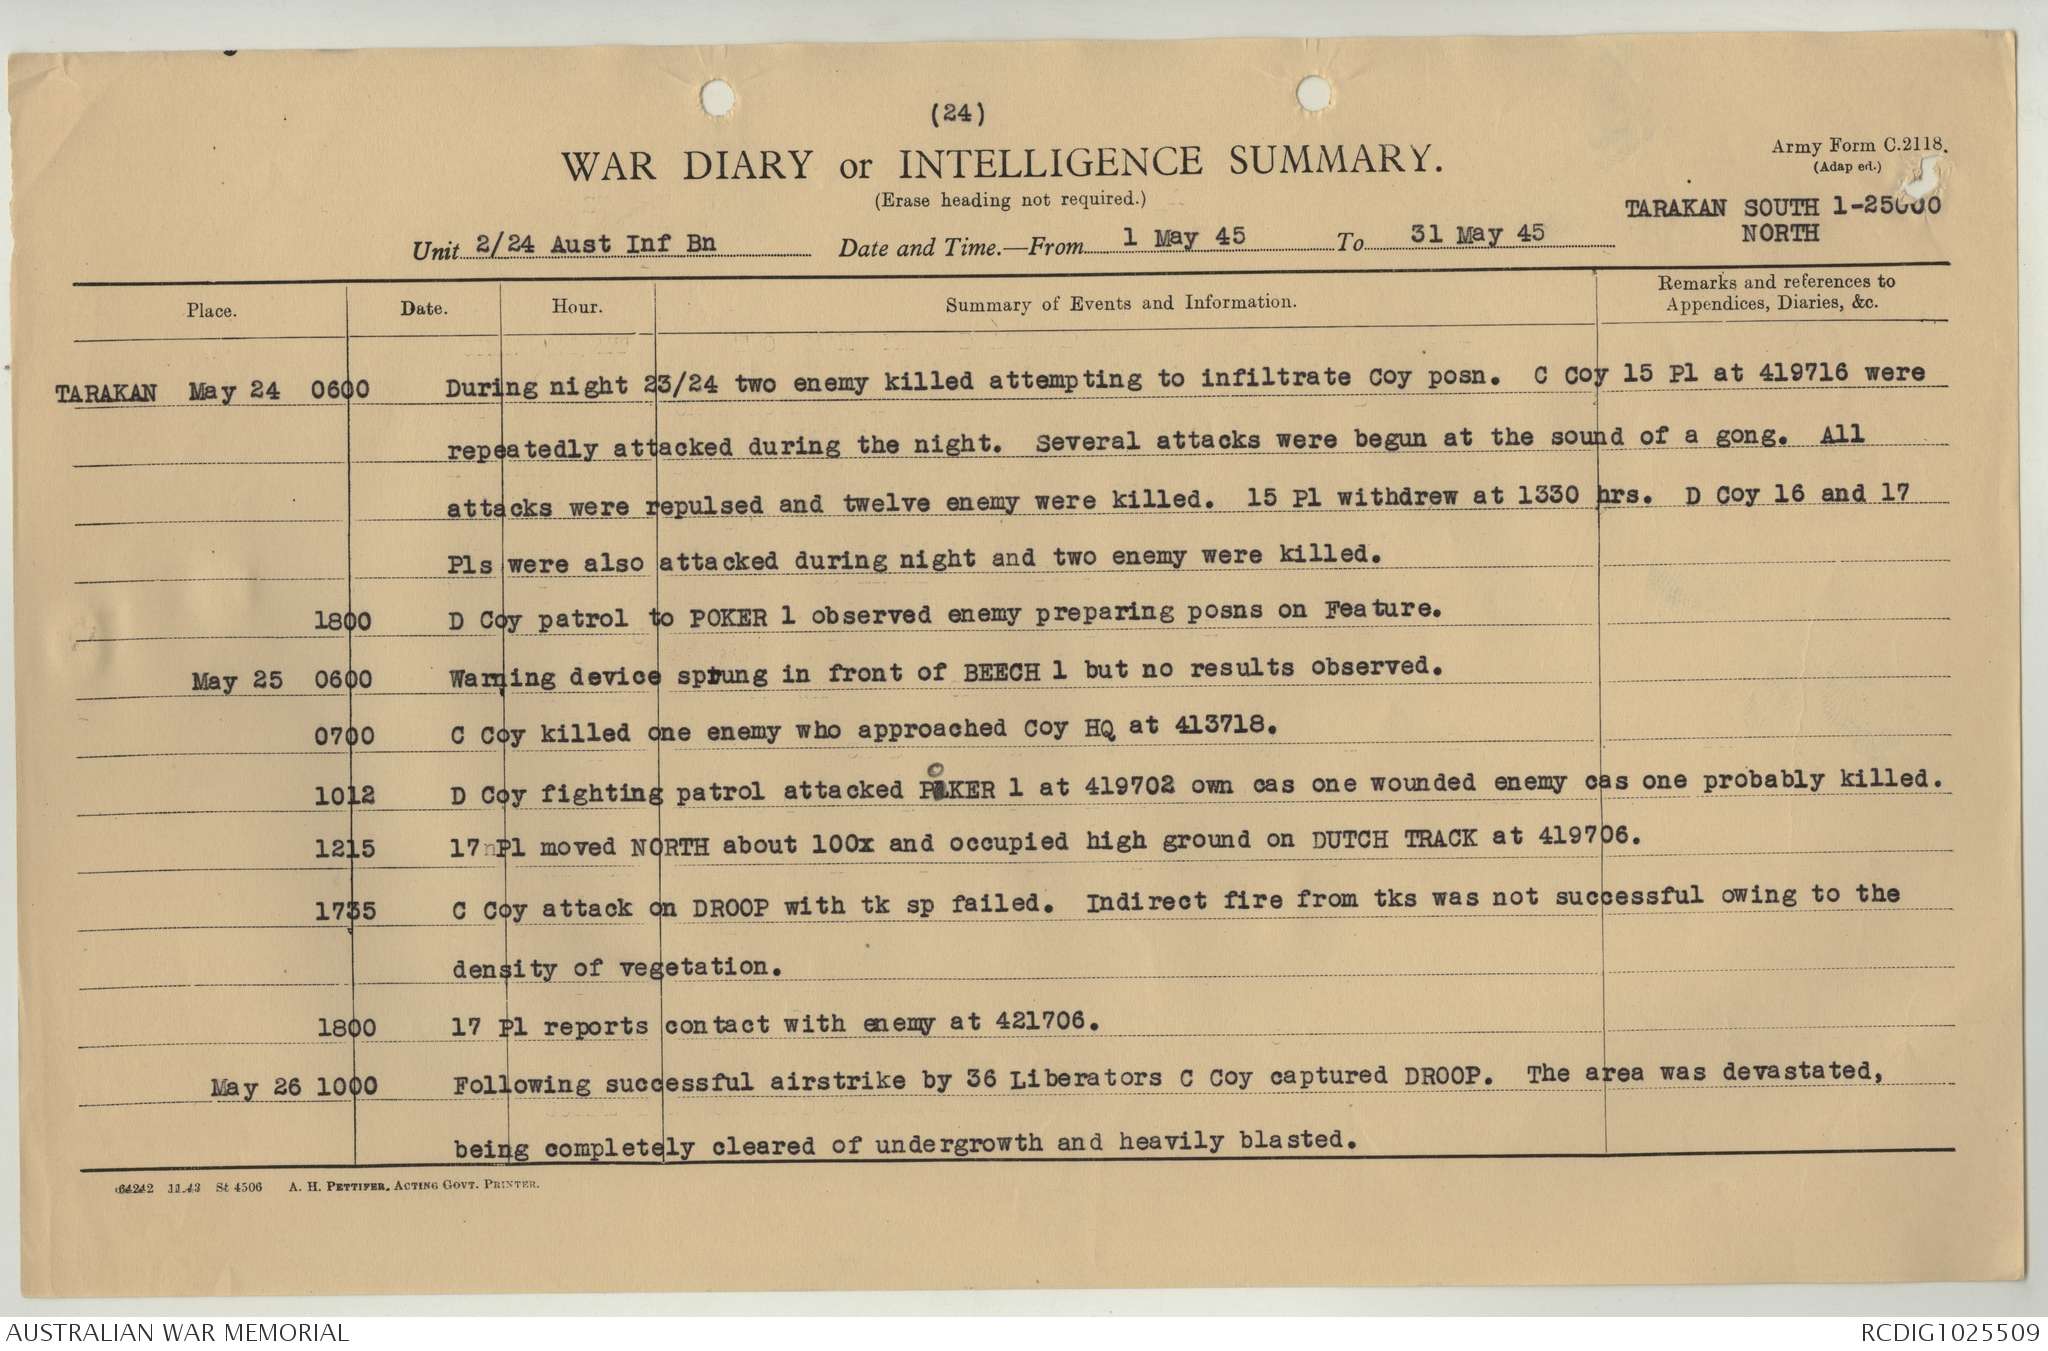 (24)
Army Form C.2118.
(Adap ed.)
WAR DIARY or INTELLIGENCE SUMMARY.
(Erase heading not required.)
TARAKAN SOUTH 1-25000
NORTH
Unit 2/24 Aust Inf Bn Date and Time.—From 1 May 45 To 31 May 45
Place. Date. Hour. Summary of Events and Information. Remarks and references to
Appendices, Diaries, &c.
TARAKAN May 24 0600 During night 23/24 two enemy killed attempting to infiltrate Coy posn. C Coy 15 Pl at 419716 were
repeatedly attacked during the night. Several attacks were begun at the sound of a gong. All
attacks were repulsed and twelve enemy were killed. 15 Pl withdrew at 1330 hrs. D Coy 16 and 17
Pls were also attacked during night and two enemy were killed.
1800 D Coy patrol to POKER 1 observed enemy preparing posns on Feature.
May 25 0600 Warning device sprung in front of BEECH 1 but no results observed.
0700 C Coy killed one enemy who approached Coy HQ at 413718.
1012 D Coy fighting patrol attacked POKER 1 at 419702 own cas one wounded enemy cas one probably killed.
1215 17 Pl moved NORTH about 100x and occupied high ground on DUTCH TRACK at 419706.
1735 C Coy attack on DROOP with tk sp failed. Indirect fire from tks was not successful owing to the
density of vegetation.
1800 17 Pl reports contact with enemy at 421706.
May 26 1000 Following successful airstrike by 36 Liberators C Coy captured DROOP. The area was devastated,
being completely cleared of undergrowth and heavily blasted.
64242 11.43 St 4506 A. H. PETTIFER, ACTING GOVT. PRINTER.
AUSTRALIAN WAR MEMORIAL RCDIG1025509